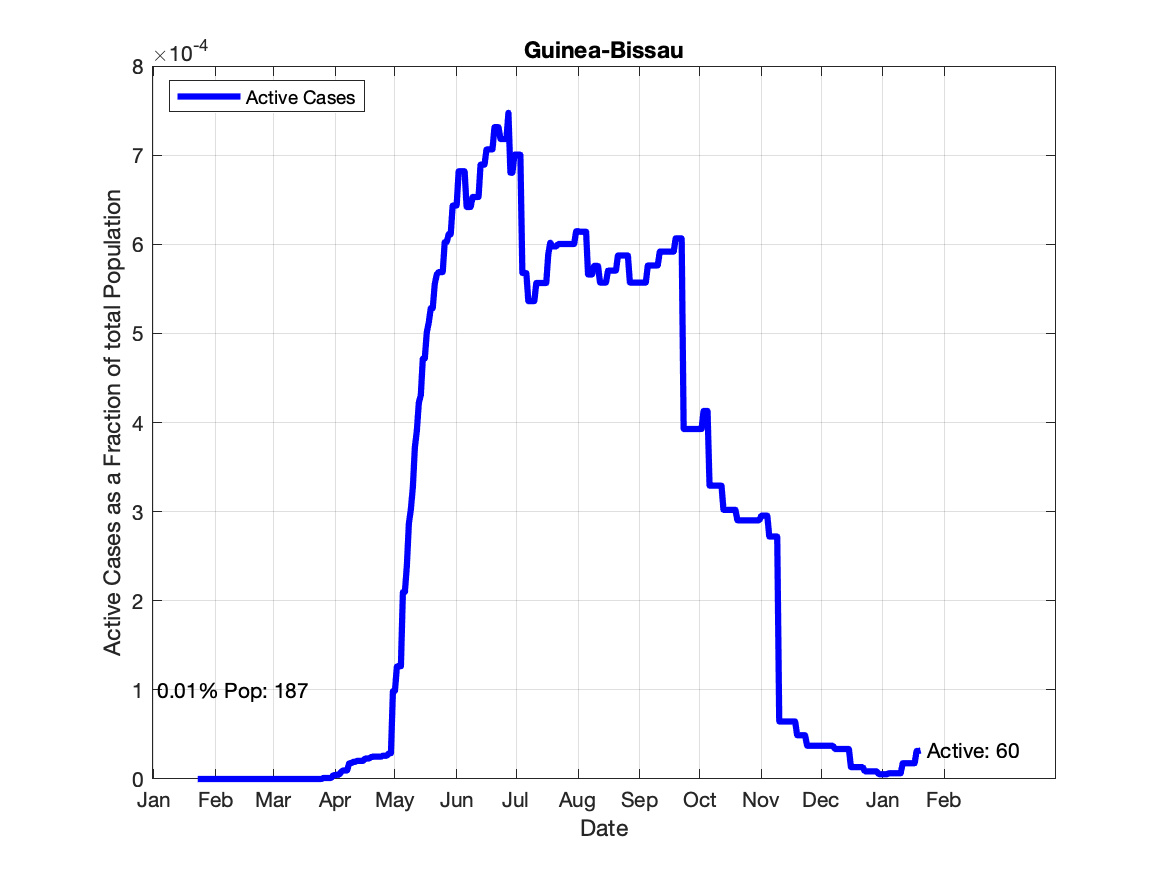 Guinea-Bissau
×10-4
Active Cases
8
7
6
5
4
3
2
1
0
0.01% Pop: 187
Active: 60
Jan Feb Mar Apr May Jun Jul Aug Sep Oct Nov Dec Jan Feb
Date
Active Cases as a Fraction of total Population